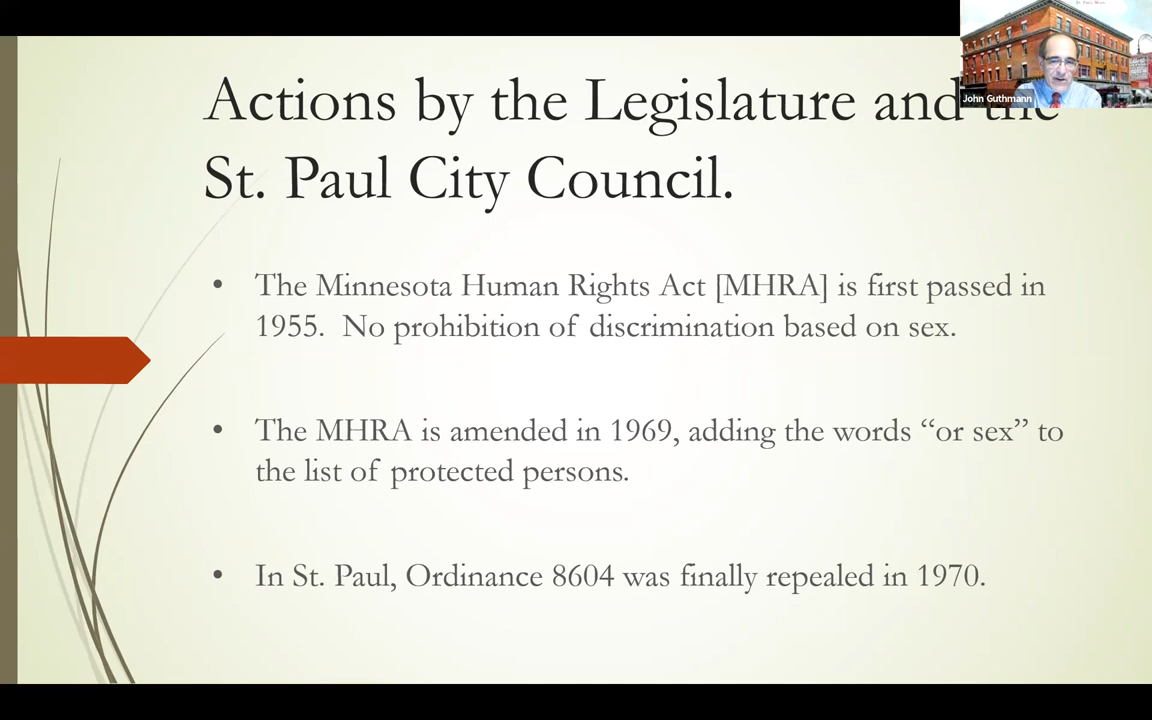 Actions by the Legislature and the
St. Paul City Council.
John Guthmann
• The Minnesota Human Rights Act [MHRA] is first passed in
1955. No prohibition of discrimination based on sex.
• The MHRA is amended in 1969, adding the words “or sex” to
the list of protected persons.
• In St. Paul, Ordinance 8604 was finally repealed in 1970.